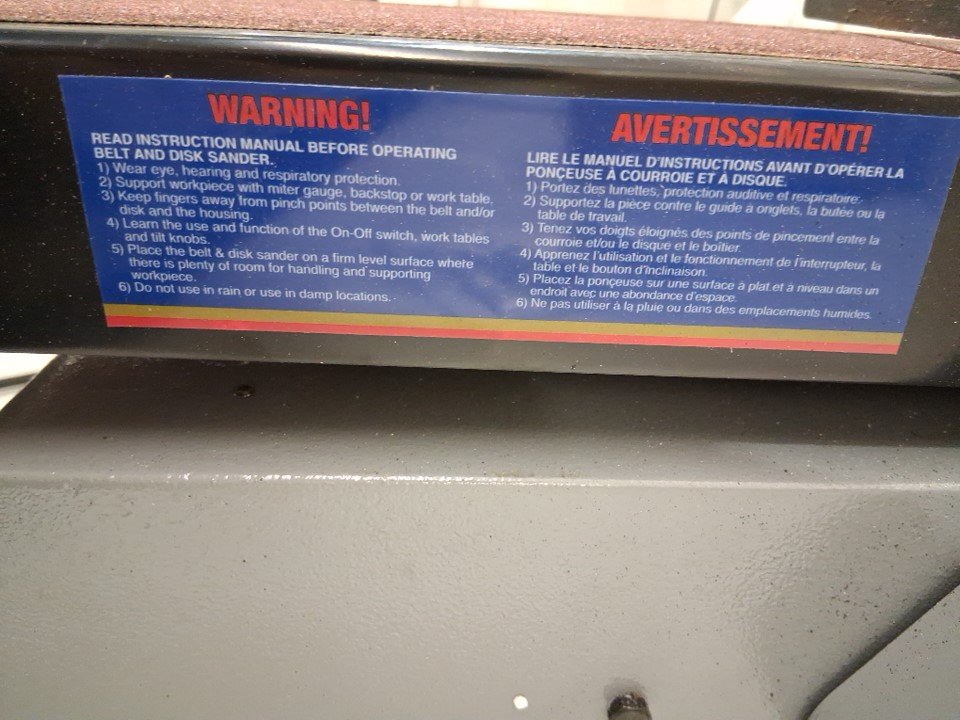 WARNING!
READ INSTRUCTION MANUAL BEFORE OPERATING
BELT AND DISK SANDER.
1) Wear eye, hearing and respiratory protection.
2) Support workpiece with miter gauge, backstop or work table.
3) Keep fingers away from pinch points between the belt and/or
disk and the housing.
4) Learn the use and function of the On-Off switch, work tables
and tilt knobs.
5) Place the belt & disk sander on a firm level surface where
there is plenty of room for handling and supporting
workpiece.
6) Do not use in rain or use in damp locations.
AVERTISSEMENT!
LIRE LE MANUEL D'INSTRUCTIONS AVANT D'OPÉRER LA
PONÇEUSE À COURROIE ET À DISQUE.
1) Portez des lunettes, protection auditive et respiratoire.
2) Supportez la pièce contre le guide à onglets, la butée ou la
table de travail.
3) Tenez vos doigts éloignés des points de pincement entre la
courroie et/ou le disque et le boîtier.
4) Apprenez l'utilisation et le fonctionnement de l'interrupteur, la
table et le bouton d'inclinaison.
5) Placez la ponçeuse sur une surface à plat et à niveau dans un
endroit avec une abondance d'espace.
6) Ne pas utiliser à la pluie ou dans des emplacements humides.